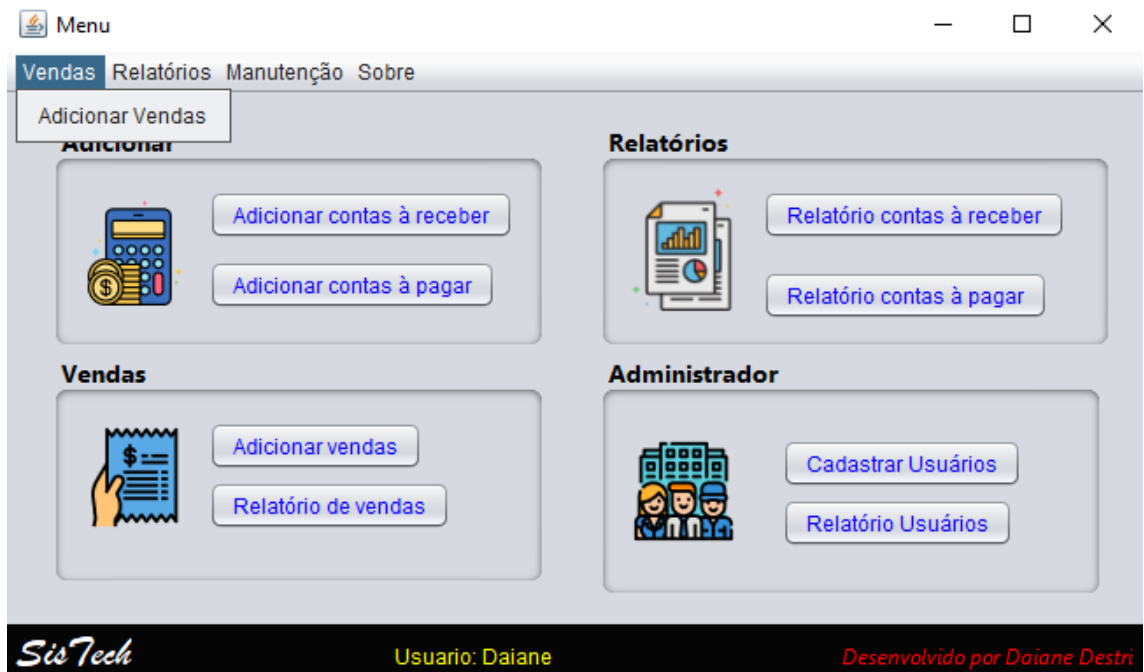 Menu
Vendas Relatórios Manutenção Sobre
Adicionar Vendas
Adicionar
Adicionar contas à receber
Adicionar contas à pagar
Relatórios
Relatório contas à receber
Relatório contas à pagar
Vendas
$
Adicionar vendas
Relatório de vendas
Administrador
Cadastrar Usuários
Relatório Usuários
SisTech
Usuario: Daiane
Desenvolvido por Daiane Destri